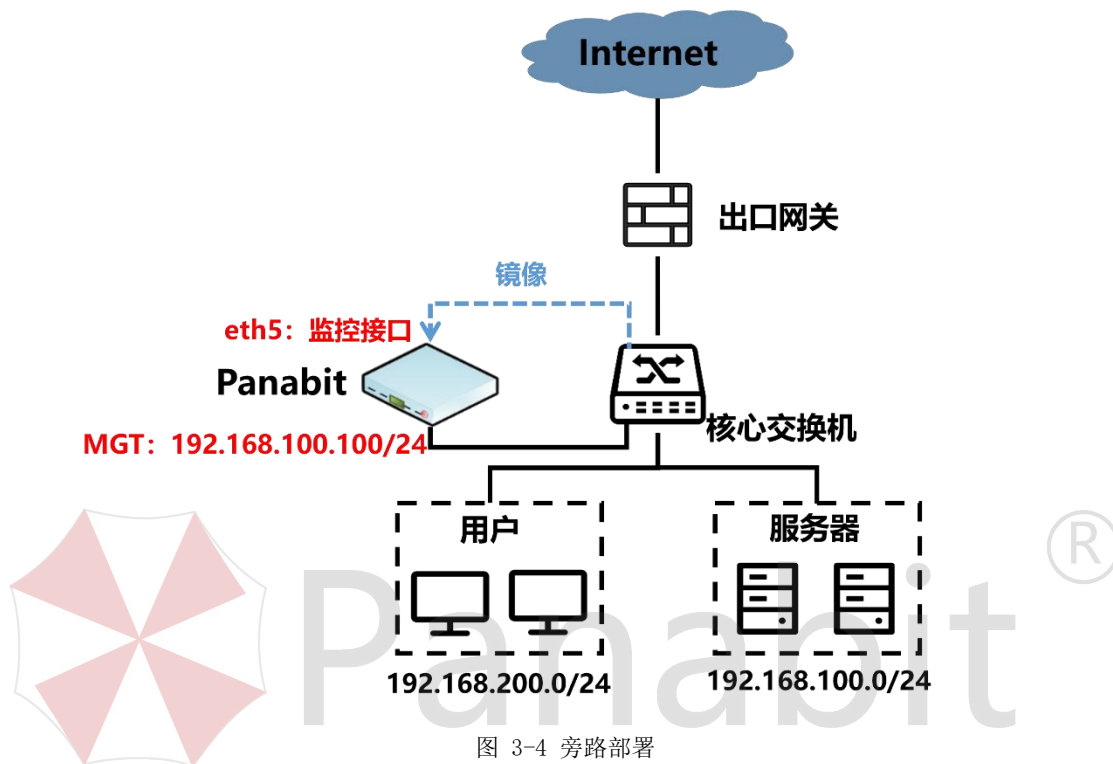 Internet
出口网关
镜像
eth5：监控接口
Panabit
核心交换机
MGT：192.168.100.100/24
用户
服务器
192.168.200.0/24
192.168.100.0/24
Panabit
®
图 3-4 旁路部署